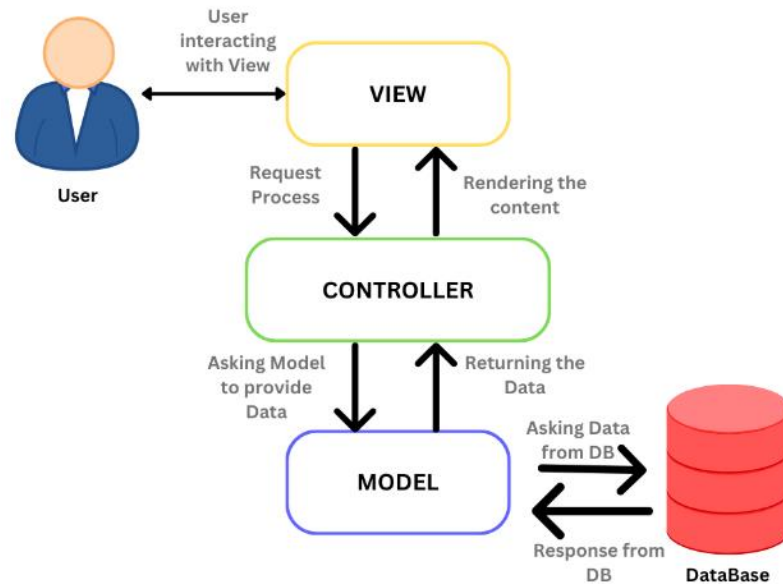 User
interacting
with View
VIEW
User
Request
Process
Rendering the
content
CONTROLLER
Asking Model
to provide
Data
Returning the
Data
Asking Data
from DB
MODEL
Response from
DB
DataBase